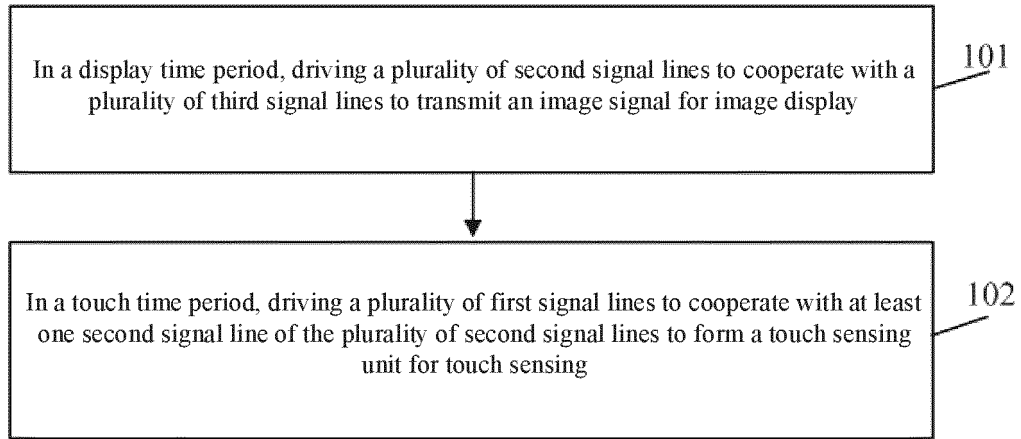 In a display time period, driving a plurality of second signal lines to cooperate with a
plurality of third signal lines to transmit an image signal for image display
101
In a touch time period, driving a plurality of first signal lines to cooperate with at least
one second signal line of the plurality of second signal lines to form a touch sensing
unit for touch sensing
102